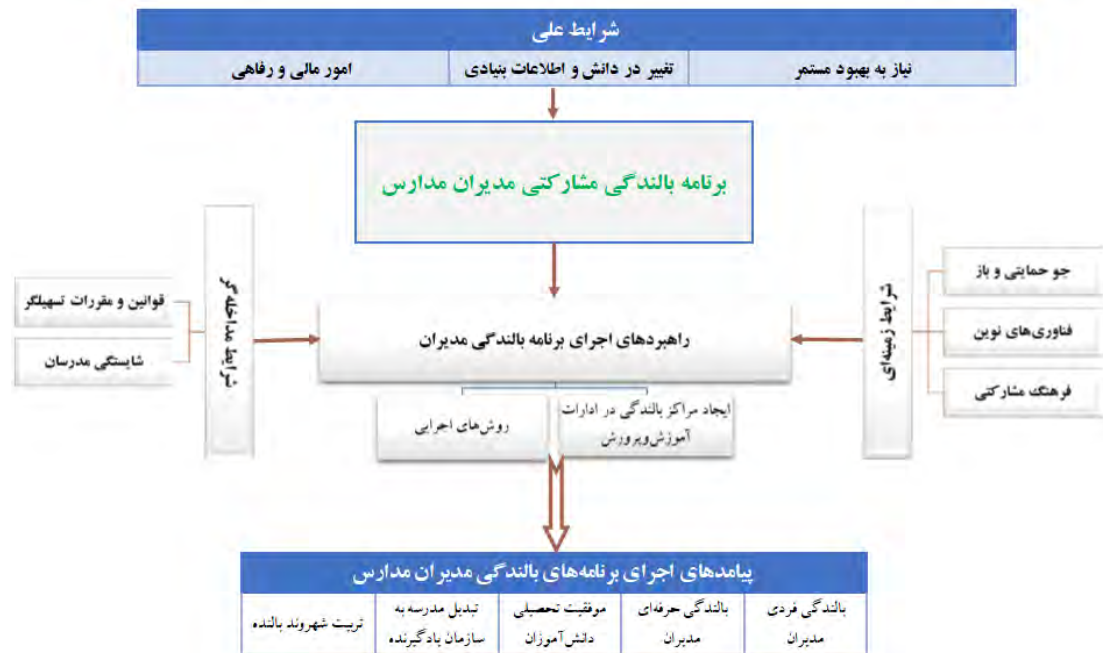 شرایط علی
نیاز به بهبود مستمر
تغییر در دانش و اطلاعات بنیادی
امور مالی و رفاهی
برنامه بالندگی مشارکتی مدیران مدارس
شرایط زمینه‌ای
جو حمایتی و باز
فناوری‌های نوین
فرهنگ مشارکتی
راهبردهای اجرای برنامه بالندگی مدیران
شرایط مداخله‌گر
قوانین و مقررات تسهیلگر
شایستگی مدرسان
ایجاد مراکز بالندگی در ادارات
آموزش‌وپرورش
روش‌های اجرایی
پیامدهای اجرای برنامه‌های بالندگی مدیران مدارس
بالندگی فردی
مدیران
بالندگی حرفه‌ای
مدیران
موفقیت تحصیلی
دانش‌آموزان
تبدیل مدرسه به
سازمان یادگیرنده
تربیت شهروند بالنده